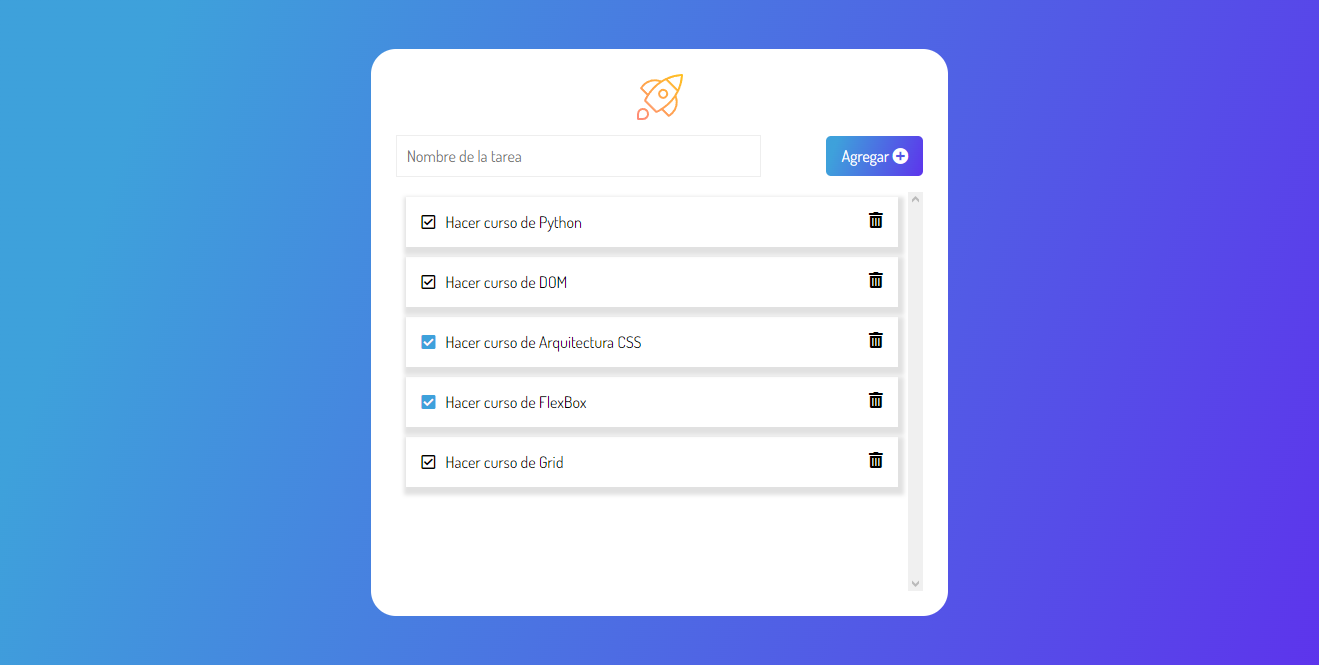 Nombre de la tarea
Agregar
Hacer curso de Python
Hacer curso de DOM
Hacer curso de Arquitectura CSS
Hacer curso de FlexBox
Hacer curso de Grid